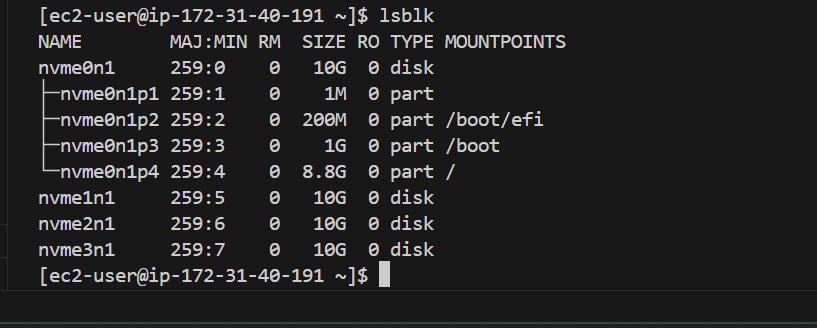 [ec2-user@ip-172-31-40-191 ~]$ lsblk
NAME        MAJ:MIN RM  SIZE RO TYPE MOUNTPOINTS
nvme0n1     259:0    0   10G  0 disk
├─nvme0n1p1 259:1    0    1M  0 part
├─nvme0n1p2 259:2    0  200M  0 part /boot/efi
├─nvme0n1p3 259:3    0    1G  0 part /boot
└─nvme0n1p4 259:4    0  8.8G  0 part /
nvme1n1     259:5    0   10G  0 disk
nvme2n1     259:6    0   10G  0 disk
nvme3n1     259:7    0   10G  0 disk
[ec2-user@ip-172-31-40-191 ~]$